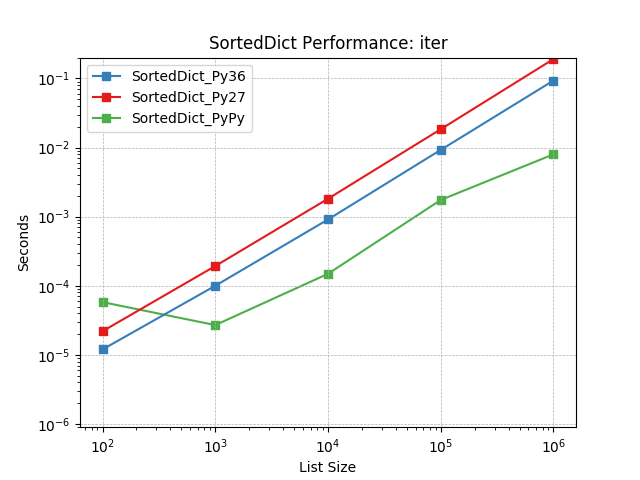 SortedDict Performance: iter
SortedDict_Py36
SortedDict_Py27
SortedDict_PyPy
Seconds
10⁻¹
10⁻²
10⁻³
10⁻⁴
10⁻⁵
10⁻⁶
10² 10³ 10⁴ 10⁵ 10⁶
List Size